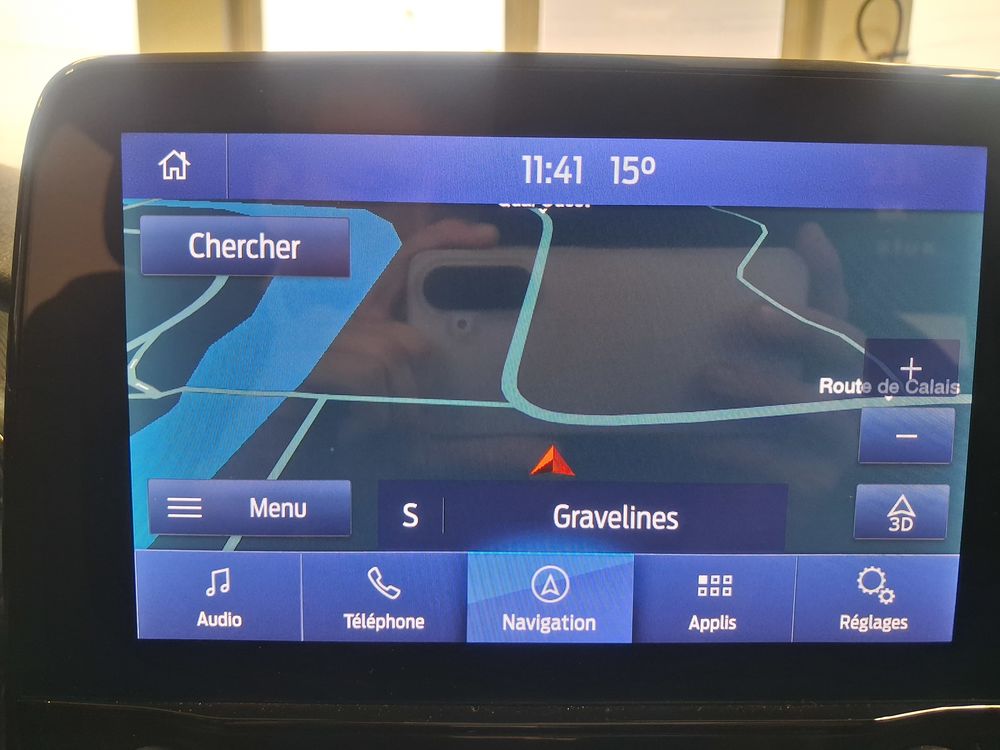 11:41 15°
Chercher
+
Route de Calais
−
Menu
S
Gravelines
3D
Audio
Téléphone
Navigation
Applis
Réglages